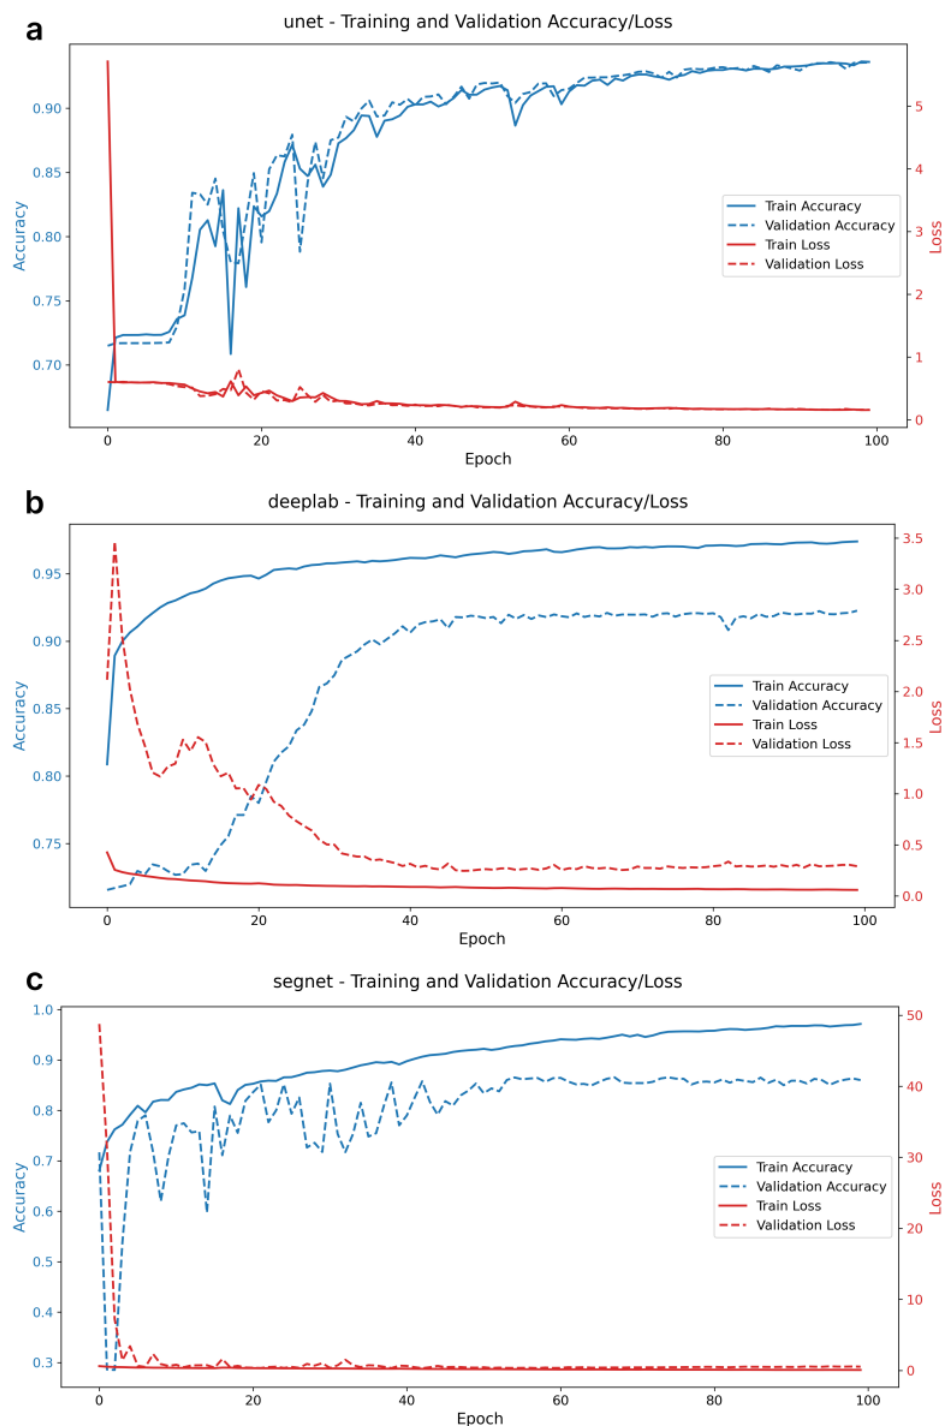 a
unet - Training and Validation Accuracy/Loss
Accuracy
0.90
0.85
0.80
0.75
0.70
5
4
3
2
1
0
Loss
Train Accuracy
Validation Accuracy
Train Loss
Validation Loss
0 20 40 60 80 100
Epoch
b
deeplab - Training and Validation Accuracy/Loss
Accuracy
0.95
0.90
0.85
0.80
0.75
3.5
3.0
2.5
2.0
1.5
1.0
0.5
0.0
Loss
Train Accuracy
Validation Accuracy
Train Loss
Validation Loss
0 20 40 60 80 100
Epoch
c
segnet - Training and Validation Accuracy/Loss
Accuracy
1.0
0.9
0.8
0.7
0.6
0.5
0.4
0.3
50
40
30
20
10
0
Loss
Train Accuracy
Validation Accuracy
Train Loss
Validation Loss
0 20 40 60 80 100
Epoch